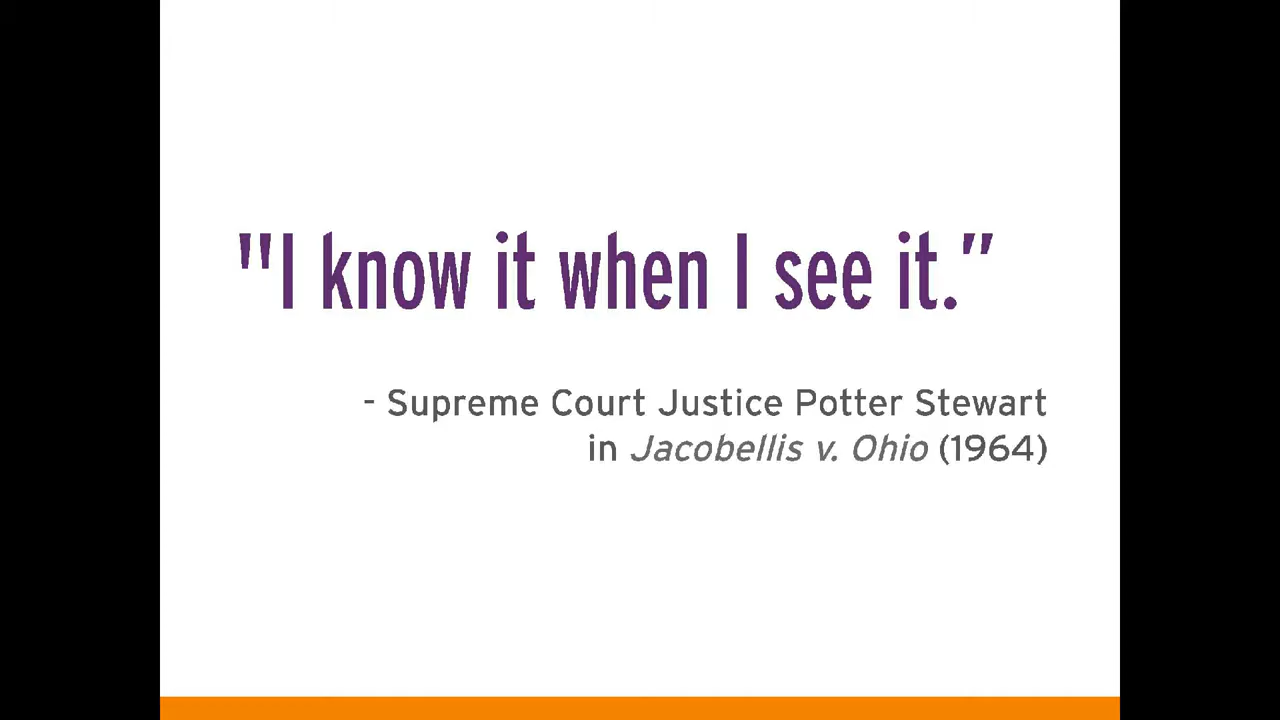 "I know it when I see it.”
- Supreme Court Justice Potter Stewart
in Jacobellis v. Ohio (1964)